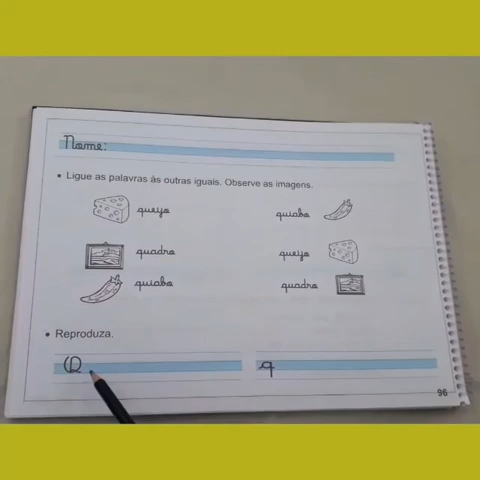 Nome:
• Ligue as palavras às outras iguais. Observe as imagens.
queijo quiabo
quadro queijo
quiabo quadro
• Reproduza.
Q q
96